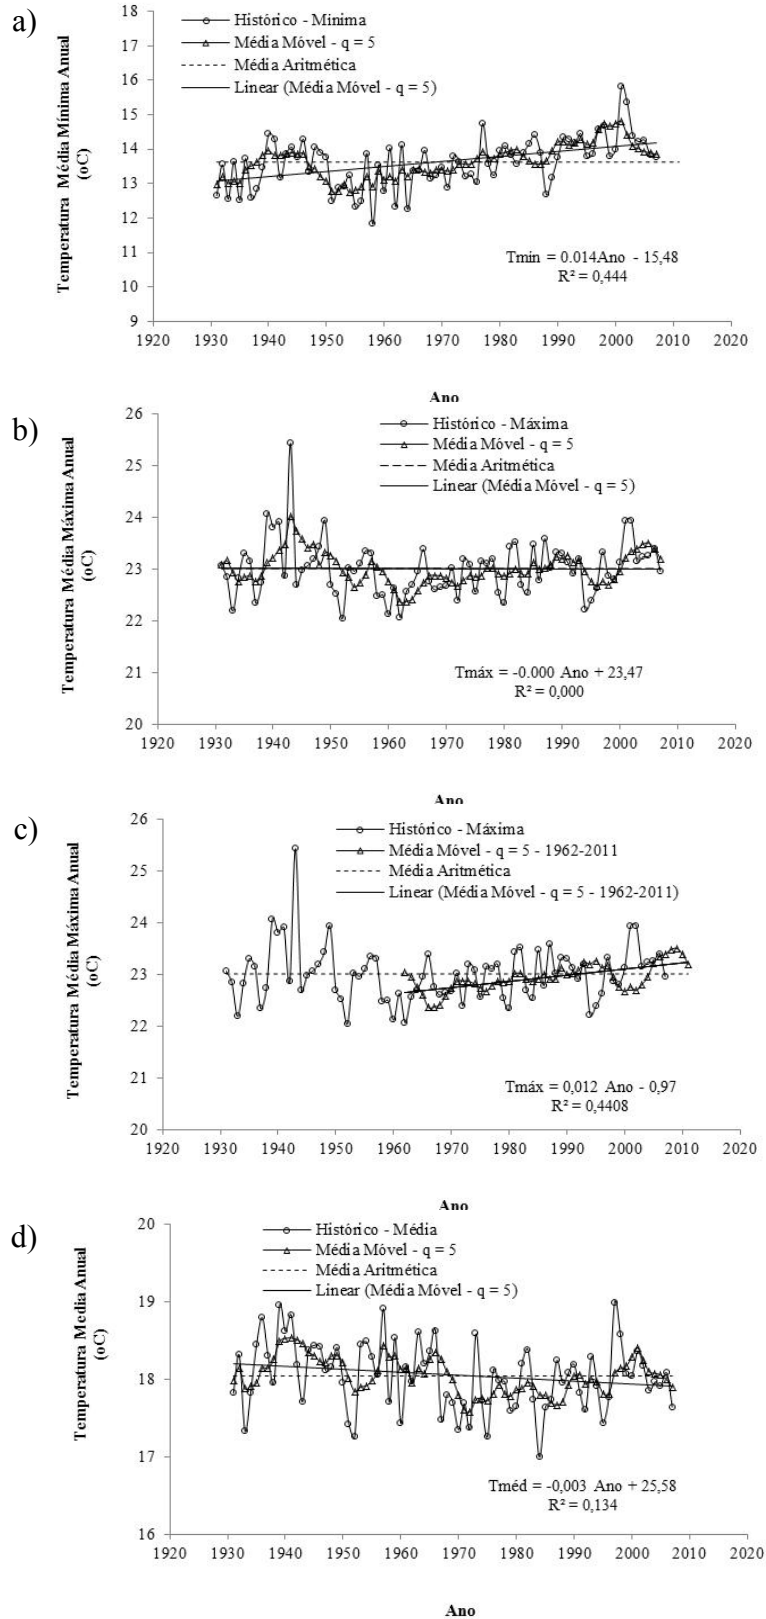 a)
Histórico - Mínima
Média Móvel - q = 5
Média Aritmética
Linear (Média Móvel - q = 5)
Temperatura Média Mínima Anual
(oC)
18
17
16
15
14
13
12
11
10
9
Tmin = 0.014Ano - 15,48
R² = 0,444
1920 1930 1940 1950 1960 1970 1980 1990 2000 2010 2020
Ano
b)
Histórico - Máxima
Média Móvel - q = 5
Média Aritmética
Linear (Média Móvel - q = 5)
Temperatura Média Máxima Anual
(oC)
26
25
24
23
22
21
20
Tmáx = -0.000 Ano + 23,47
R² = 0,000
1920 1930 1940 1950 1960 1970 1980 1990 2000 2010 2020
Ano
c)
Histórico - Máxima
Média Móvel - q = 5 - 1962-2011
Média Aritmética
Linear (Média Móvel - q = 5 - 1962-2011)
Temperatura Média Máxima Anual
(oC)
26
25
24
23
22
21
20
Tmáx = 0,012 Ano - 0,97
R² = 0,4408
1920 1930 1940 1950 1960 1970 1980 1990 2000 2010 2020
Ano
d)
Histórico - Média
Média Móvel - q = 5
Média Aritmética
Linear (Média Móvel - q = 5)
Temperatura Media Anual
(oC)
20
19
18
17
16
Tméd = -0,003 Ano + 25,58
R² = 0,134
1920 1930 1940 1950 1960 1970 1980 1990 2000 2010 2020
Ano